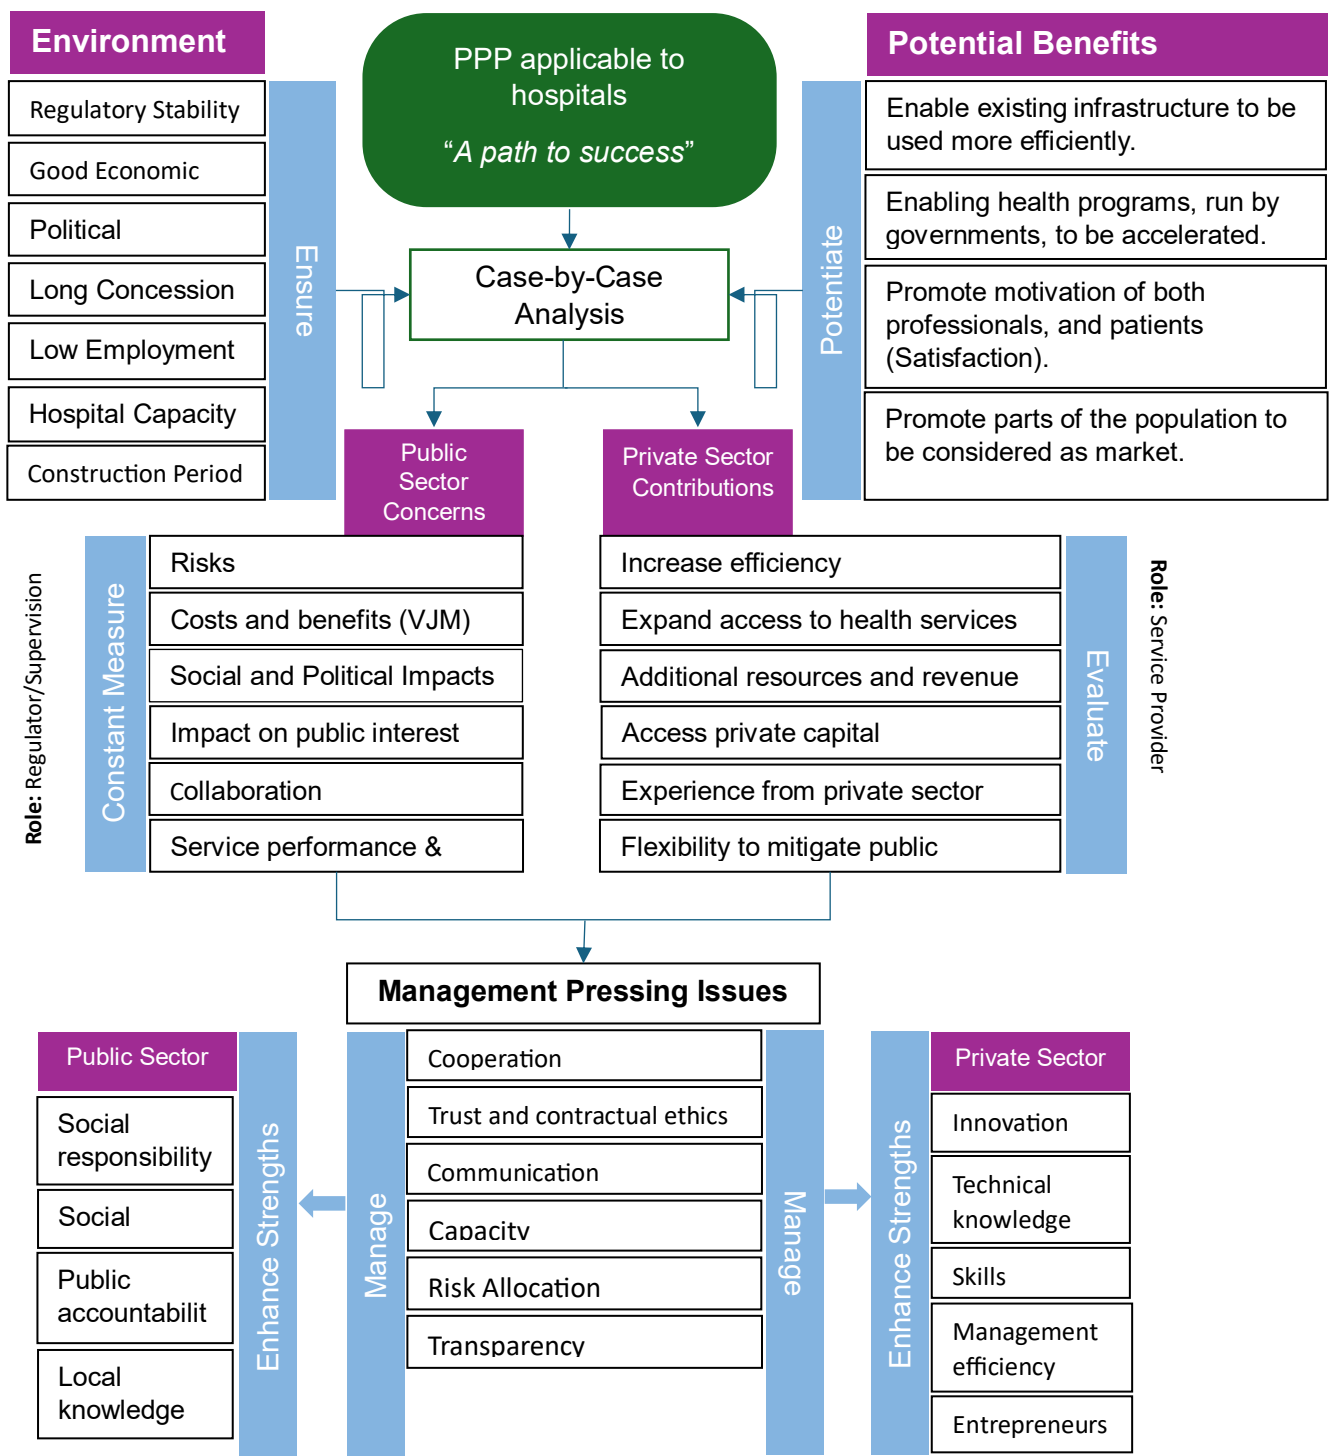 Environment
Regulatory Stability
Good Economic
Political
Long Concession
Low Employment
Hospital Capacity
Construction Period
Ensure
PPP applicable to
hospitals
“A path to success”
Case-by-Case
Analysis
Potential Benefits
Potentiate
Enable existing infrastructure to be
used more efficiently.
Enabling health programs, run by
governments, to be accelerated.
Promote motivation of both
professionals, and patients
(Satisfaction).
Promote parts of the population to
be considered as market.
Public
Sector
Concerns
Private Sector
Contributions
Role: Regulator/Supervision
Constant Measure
Risks
Costs and benefits (VJM)
Social and Political Impacts
Impact on public interest
Collaboration
Service performance &
Increase efficiency
Expand access to health services
Additional resources and revenue
Access private capital
Experience from private sector
Flexibility to mitigate public
Evaluate
Role: Service Provider
Management Pressing Issues
Public Sector
Social
responsibility
Social
Public
accountabilit
Local
knowledge
Enhance Strengths
Manage
Cooperation
Trust and contractual ethics
Communication
Capacity
Risk Allocation
Transparency
Manage
Enhance Strengths
Private Sector
Innovation
Technical
knowledge
Skills
Management
efficiency
Entrepreneurs